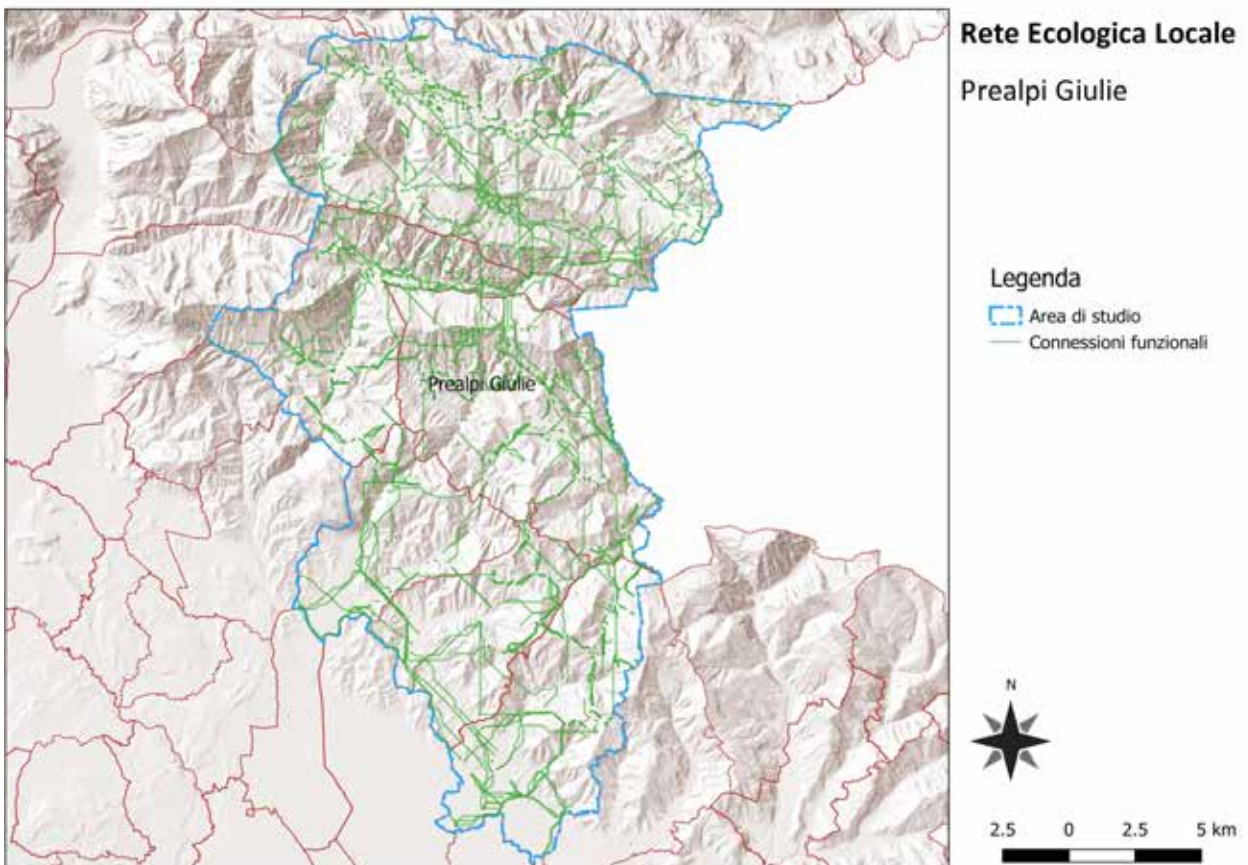 Rete Ecologica Locale
Prealpi Giulie
Legenda
Area di studio
Connessioni funzionali
Prealpi Giulie
N
2.5 0 2.5 5 km